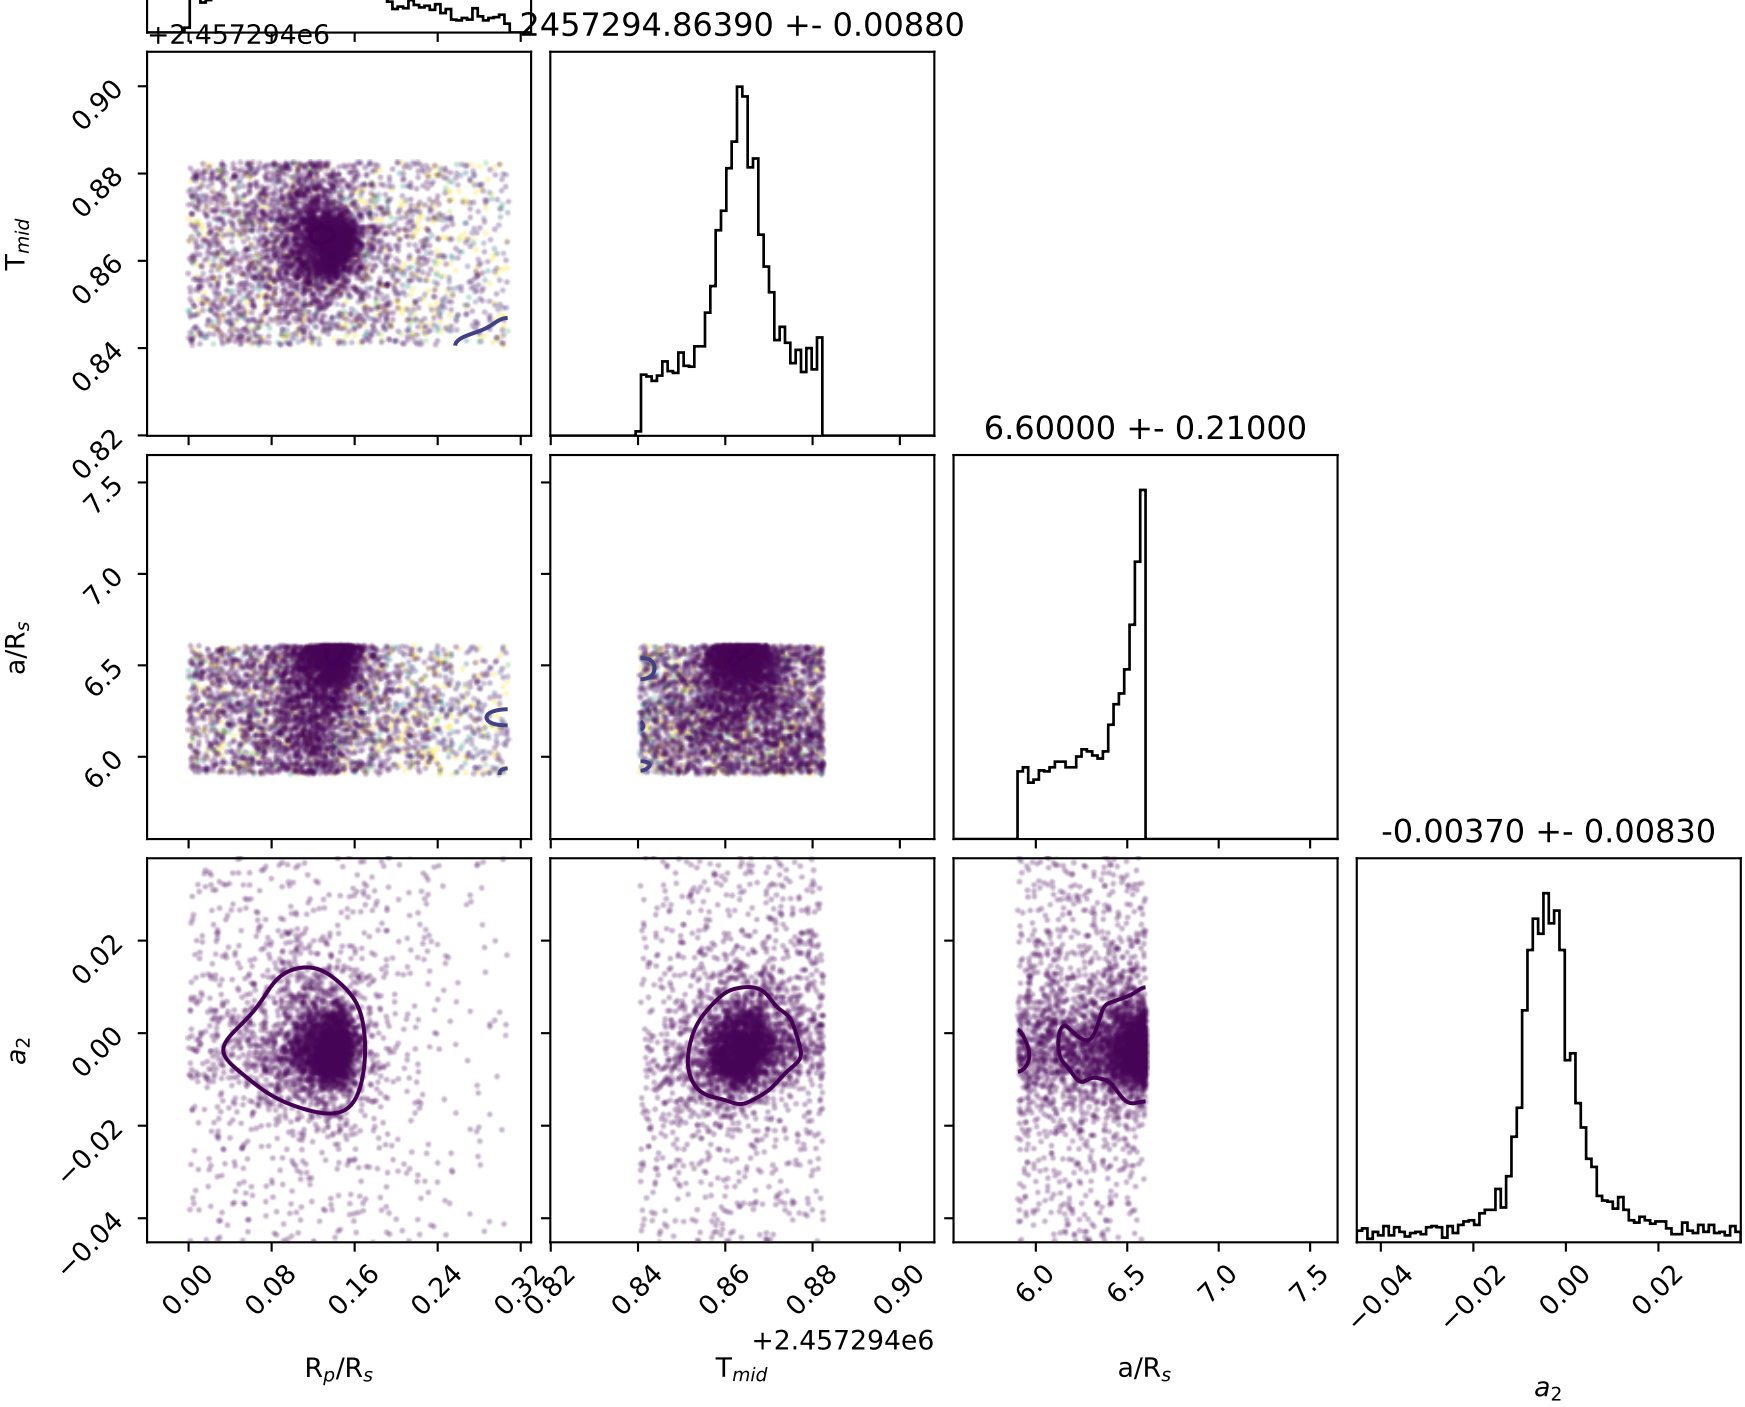 +2.457294e6
2457294.86390 +- 0.00880
0.90
0.88
0.86
0.84
0.82
T_mid
6.60000 +- 0.21000
7.5
7.0
6.5
6.0
a/R_s
-0.00370 +- 0.00830
0.02
0.00
−0.02
−0.04
a_2
0.00 0.08 0.16 0.24 0.32
0.82 0.84 0.86 0.88 0.90
6.0 6.5 7.0 7.5
−0.04 −0.02 0.00 0.02
+2.457294e6
R_p/R_s
T_mid
a/R_s
a_2